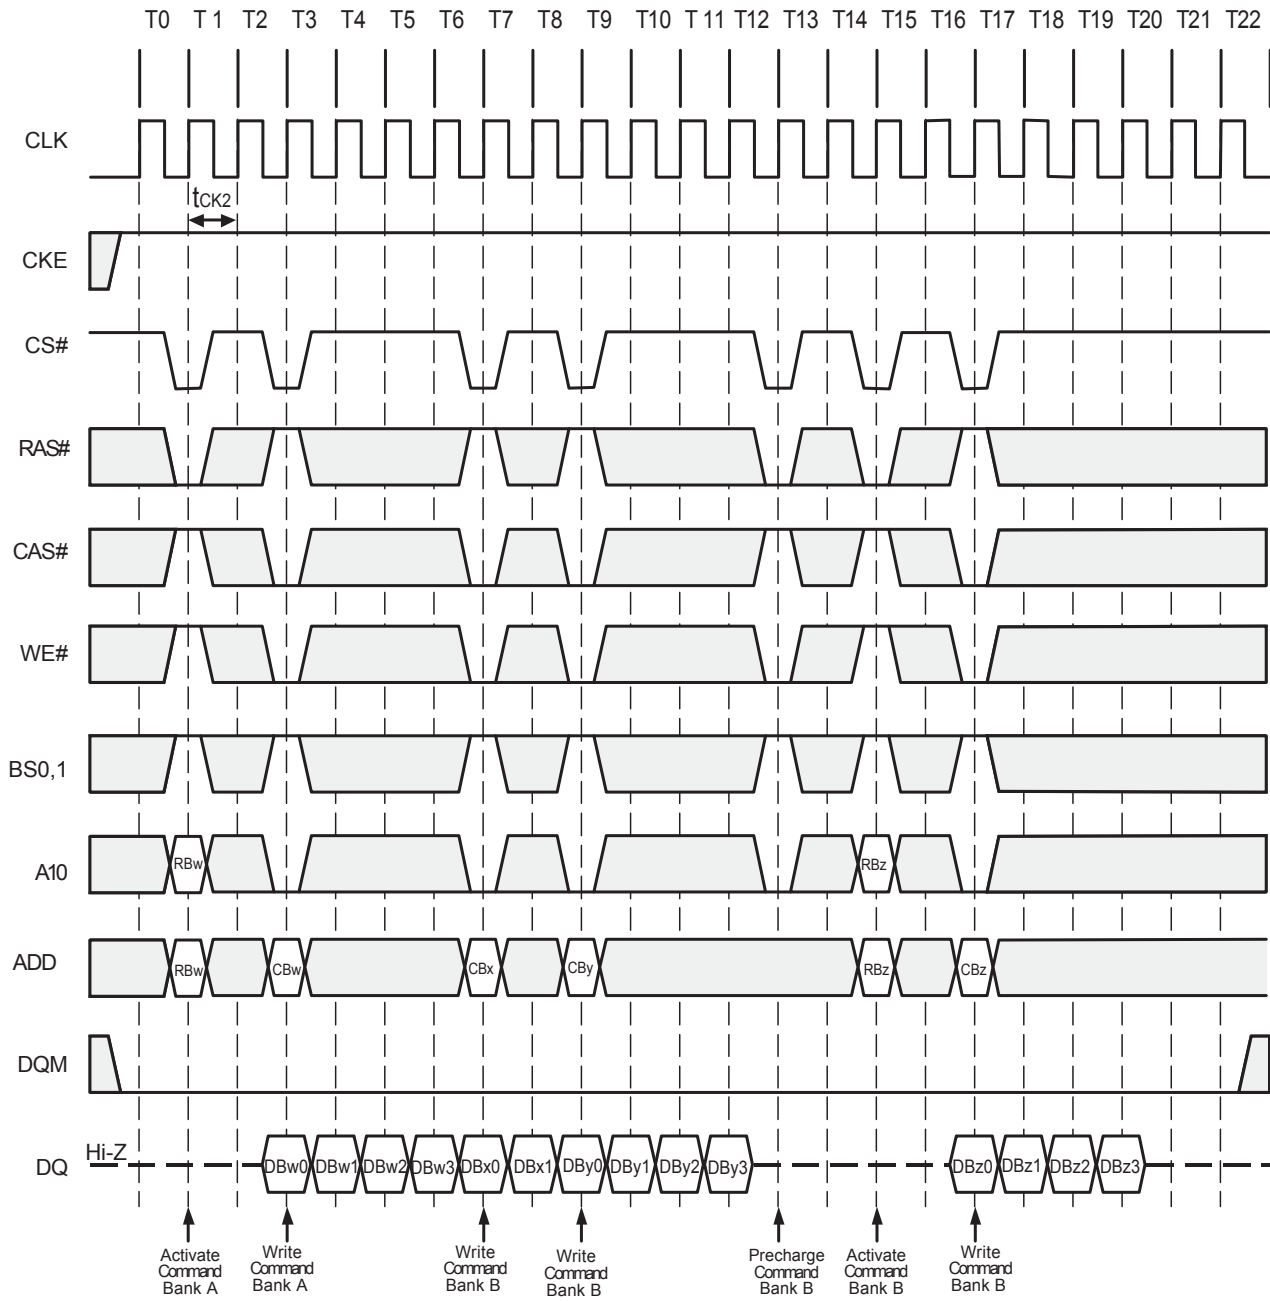 T0 T 1 T2 T3 T4 T5 T6 T7 T8 T9 T10 T 11 T12 T13 T14 T15 T16 T17 T18 T19 T20 T21 T22
CLK
tCK2
CKE
CS#
RAS#
CAS#
WE#
BS0,1
A10
RBw
RBz
ADD
RBw
CBw
CBx
CBy
RBz
CBz
DQM
DQ
Hi-Z
DBw0
DBw1
DBw2
DBw3
DBx0
DBx1
DBy0
DBy1
DBy2
DBy3
DBz0
DBz1
DBz2
DBz3
Activate
Command
Bank A
Write
Command
Bank A
Write
Command
Bank B
Write
Command
Bank B
Precharge
Command
Bank B
Activate
Command
Bank B
Write
Command
Bank B